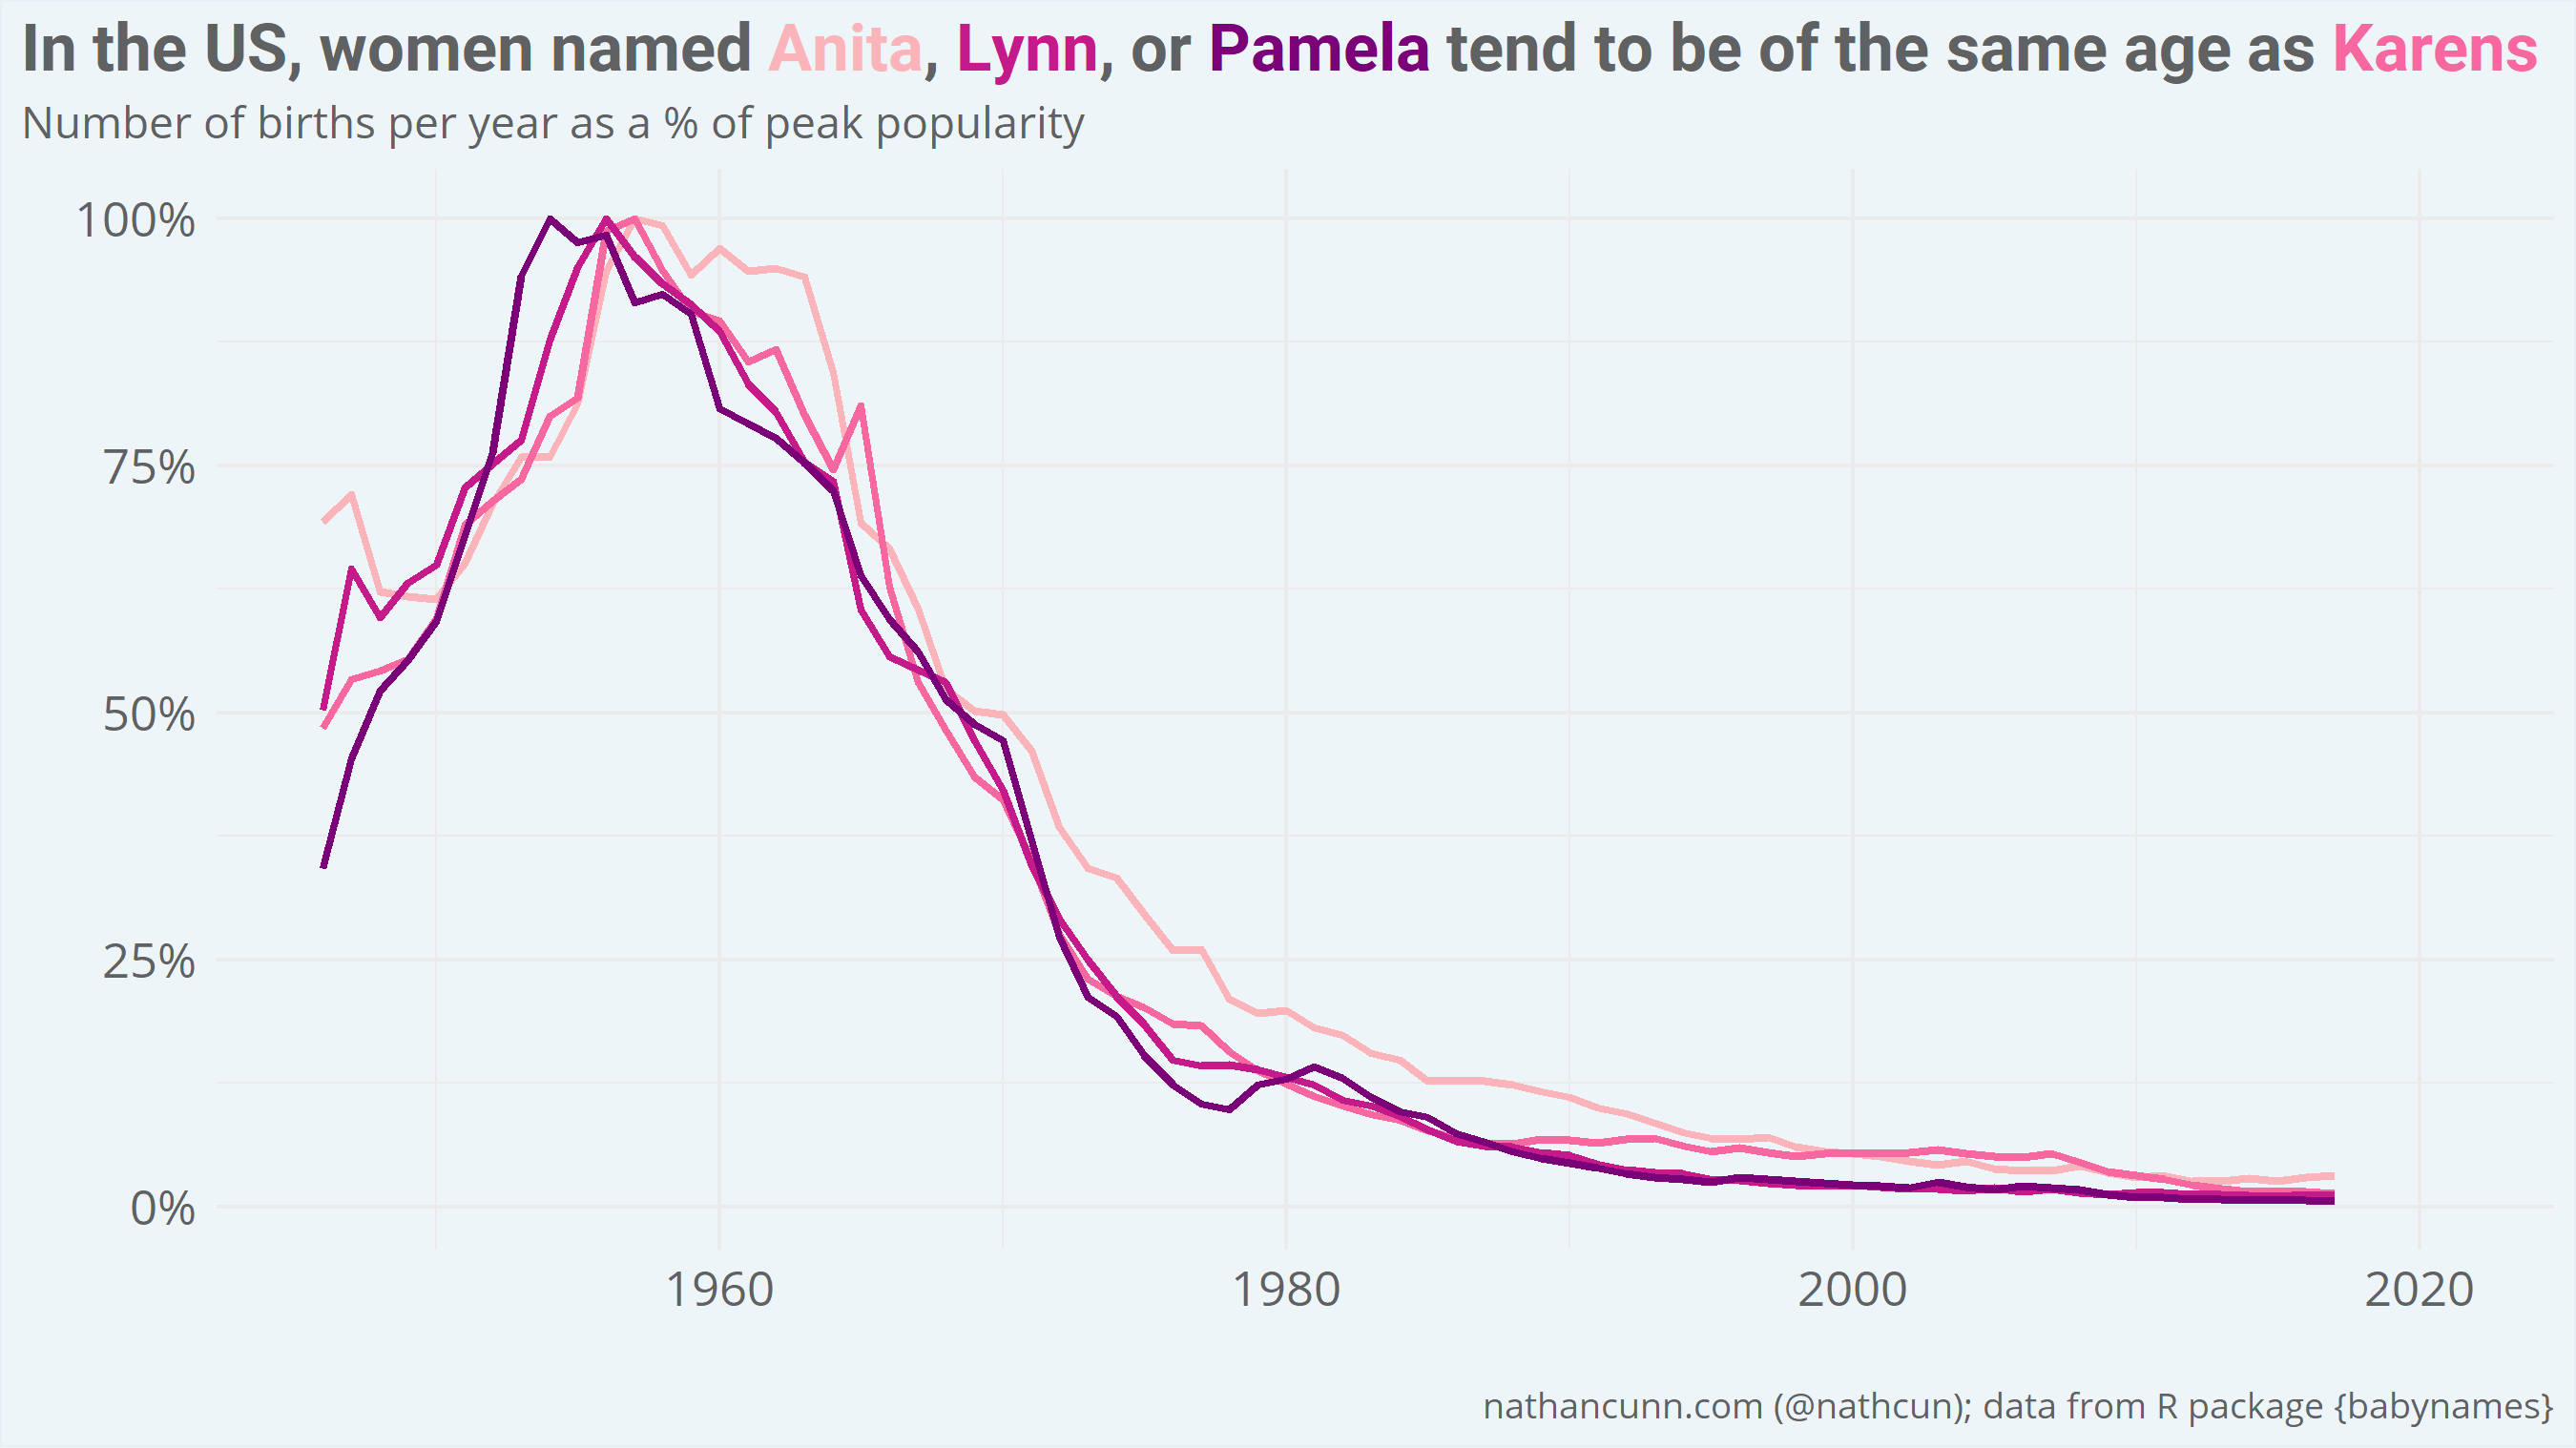 In the US, women named Anita, Lynn, or Pamela tend to be of the same age as Karens
Number of births per year as a % of peak popularity
100%
75%
50%
25%
0%
1960 1980 2000 2020
nathancunn.com (@nathcun); data from R package {babynames}